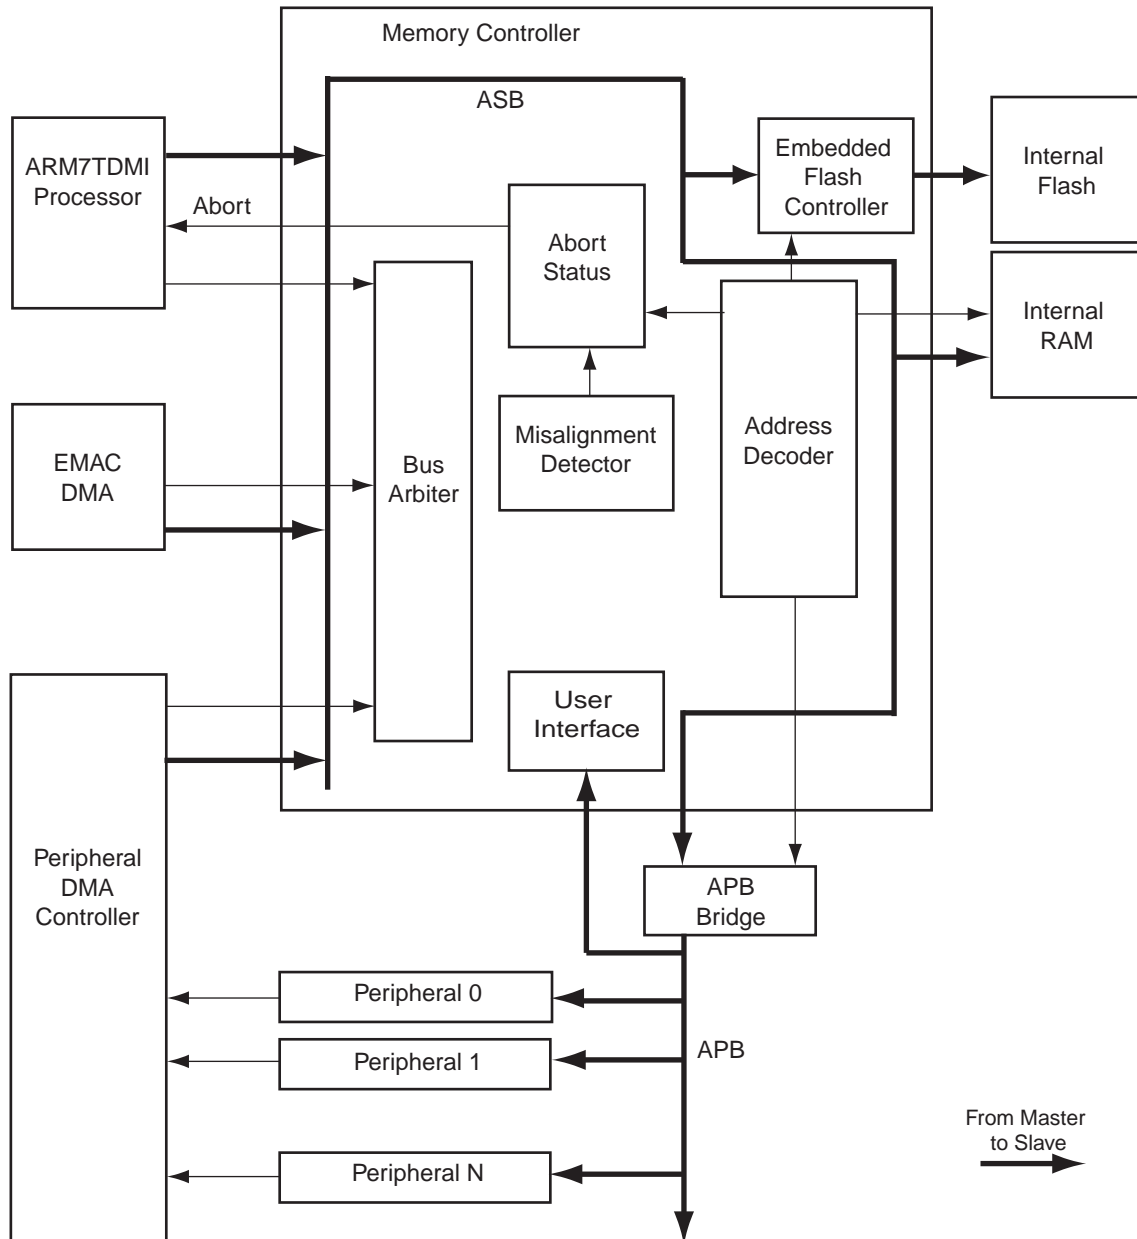 Memory Controller
ASB
ARM7TDMI
Processor
Abort
Embedded
Flash
Controller
Internal
Flash
Abort
Status
Internal
RAM
EMAC
DMA
Bus
Arbiter
Misalignment
Detector
Address
Decoder
User
Interface
Peripheral
DMA
Controller
APB
Bridge
Peripheral 0
Peripheral 1
APB
Peripheral N
From Master
to Slave